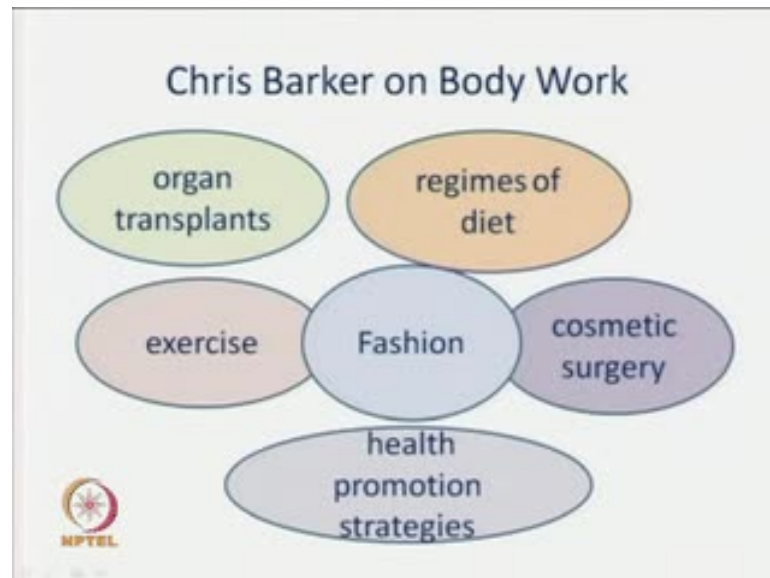 Chris Barker on Body Work
organ
transplants
regimes of
diet
exercise
Fashion
cosmetic
surgery
health
promotion
strategies
NPTEL